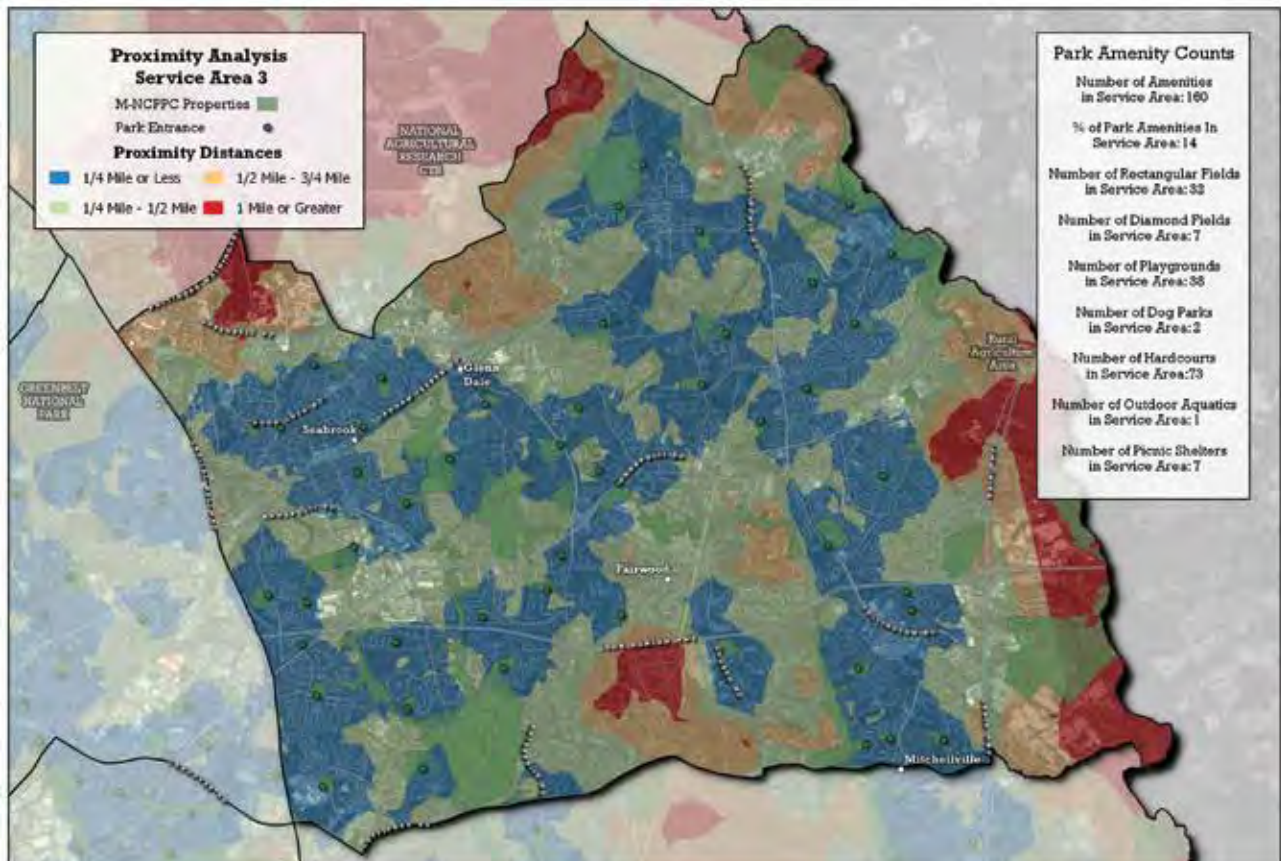 Proximity Analysis
Service Area 3
M-NCPPC Properties
Park Entrance
Proximity Distances
1/4 Mile or Less
1/2 Mile - 3/4 Mile
1/4 Mile - 1/2 Mile
1 Mile or Greater
NATIONAL
AGRICULTURAL
RESEARCH
CTR
GREENBELT
NATIONAL
PARK
Glenn
Dale
Seabrook
Fairwood
Mitchellville
Rural
Agriculture
Area
Park Amenity Counts
Number of Amenities
in Service Area: 160
% of Park Amenities In
Service Area: 14
Number of Rectangular Fields
in Service Area: 32
Number of Diamond Fields
in Service Area: 7
Number of Playgrounds
in Service Area: 38
Number of Dog Parks
in Service Area: 2
Number of Hardcourts
in Service Area:73
Number of Outdoor Aquatics
in Service Area: 1
Number of Picnic Shelters
in Service Area: 7